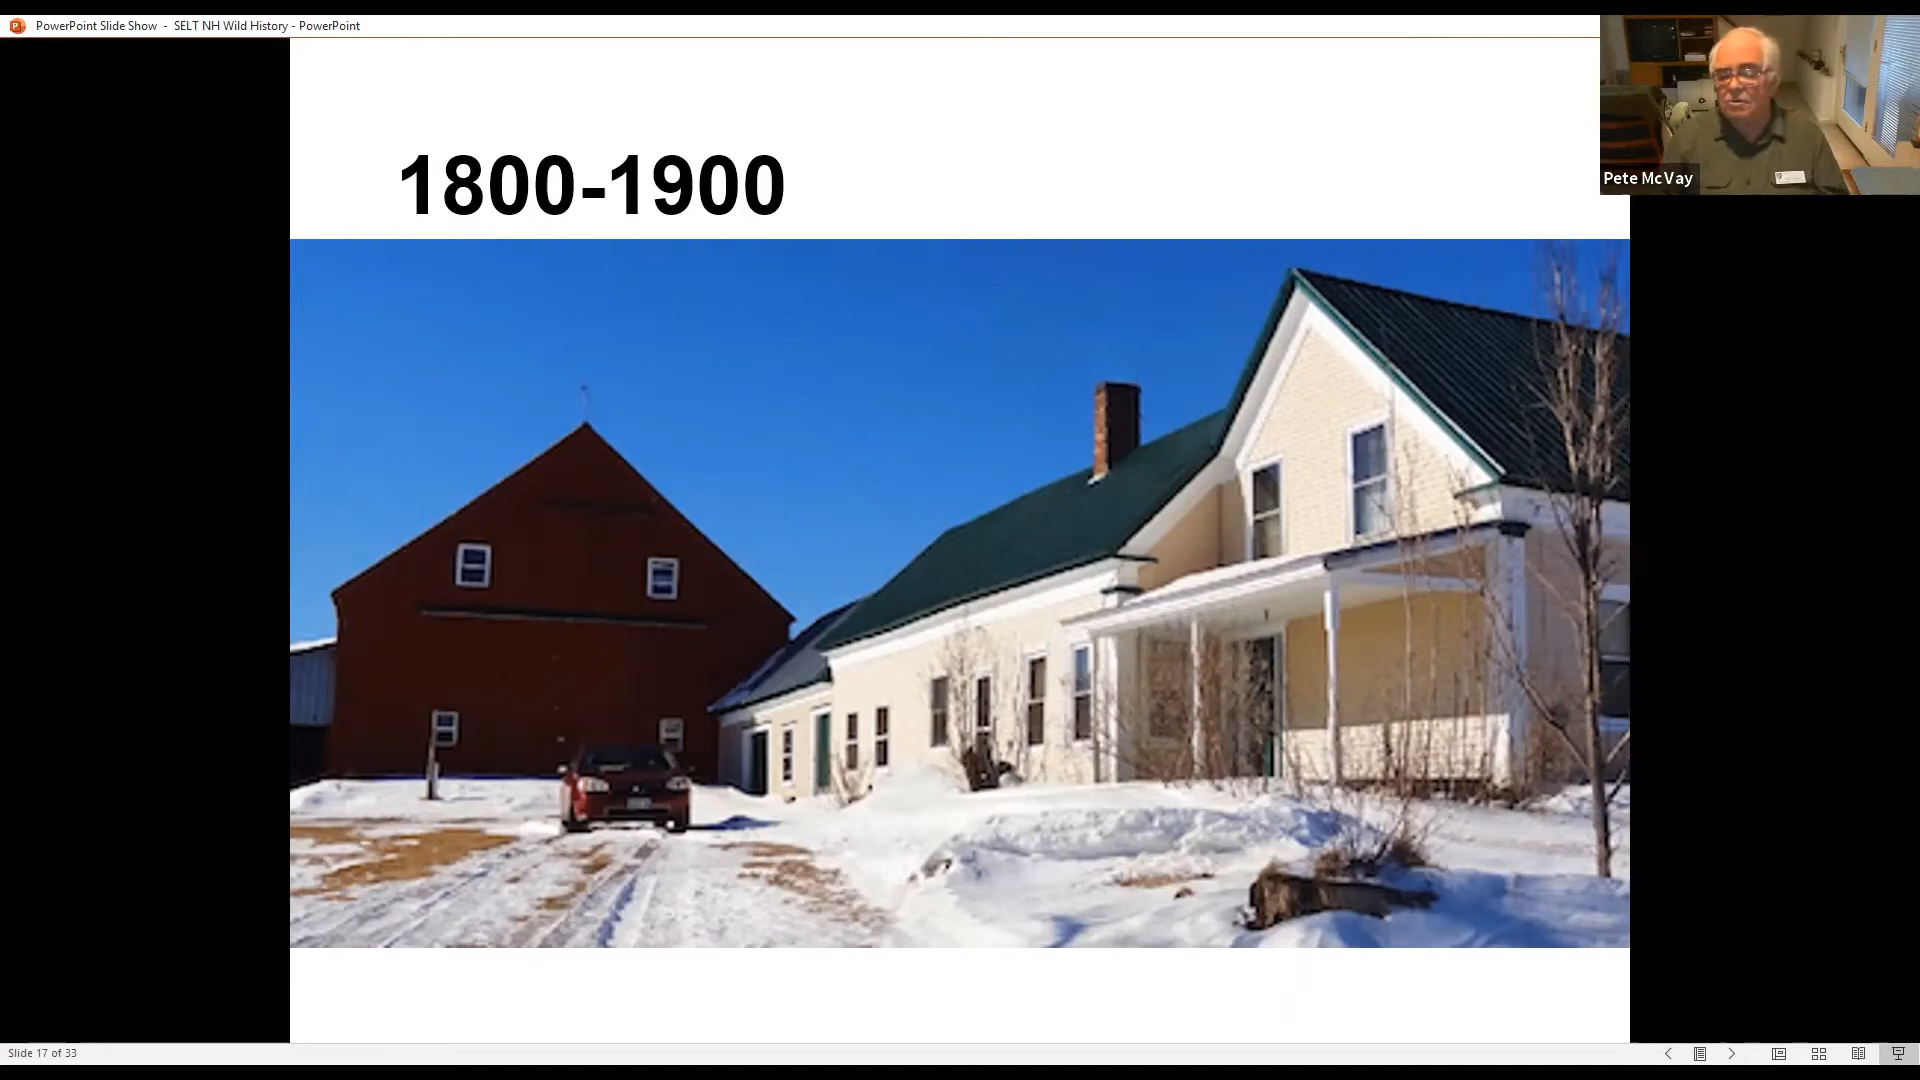 PowerPoint Slide Show - SELT NH Wild History - PowerPoint
Pete McVay
1800-1900
Slide 17 of 33